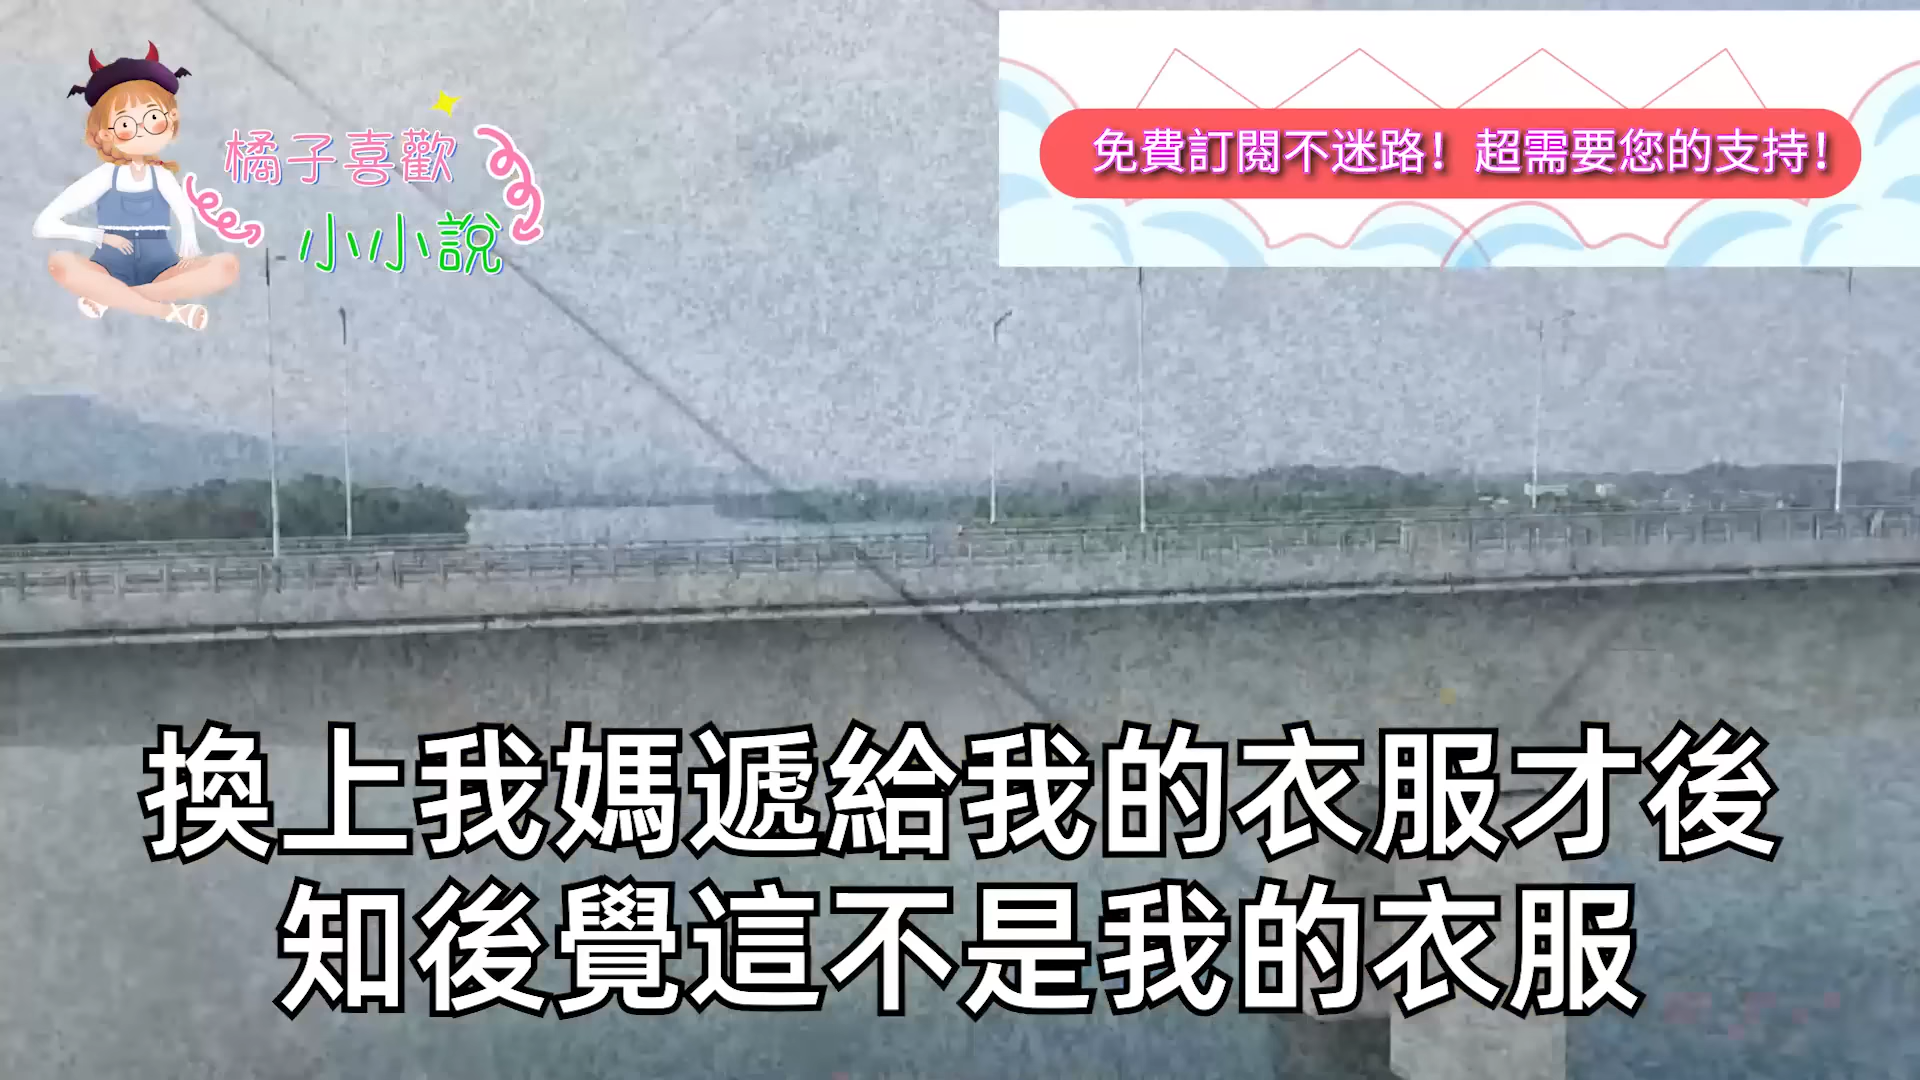 橘子喜歡
小小說
免費訂閱不迷路！超需要您的支持！
換上我媽遞給我的衣服才後
知後覺這不是我的衣服